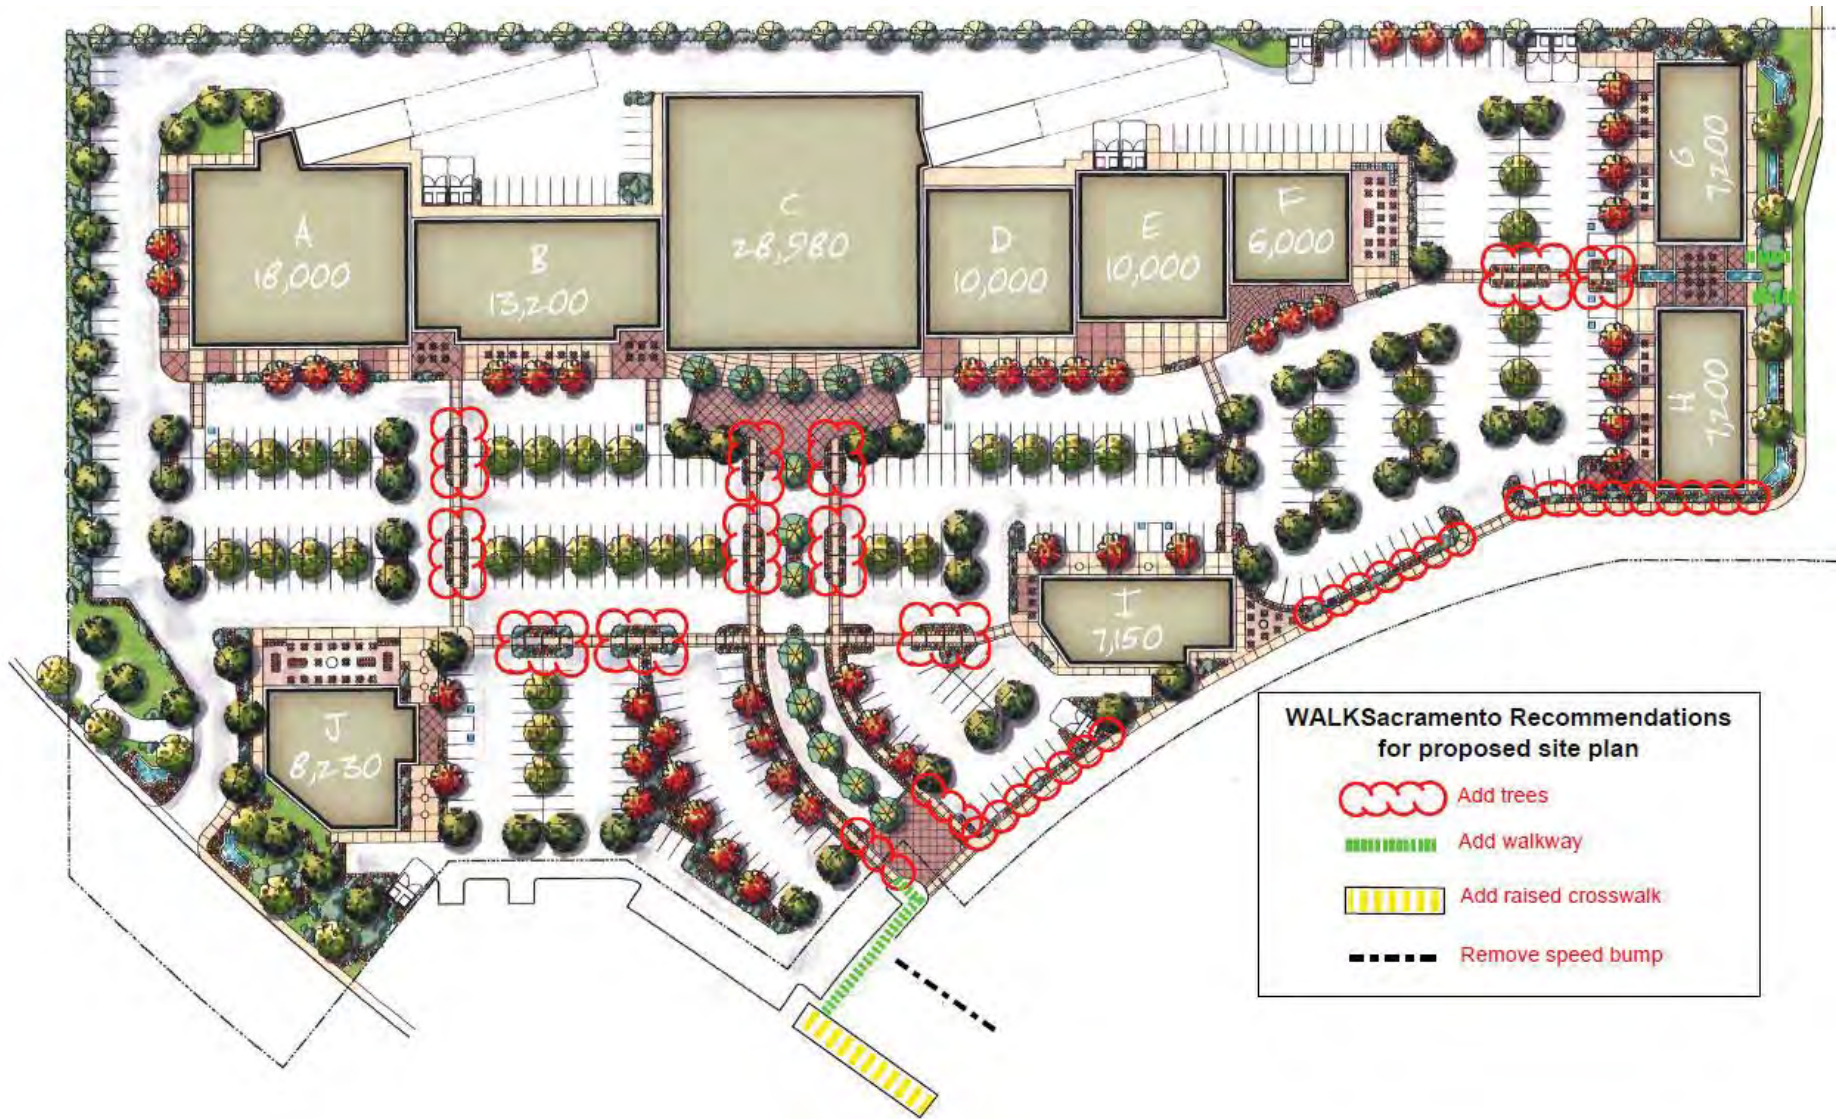 A
18,000
B
13,200
C
28,980
D
10,000
E
10,000
F
6,000
G
7,200
H
7,200
I
7,150
J
8,230
WALKSacramento Recommendations
for proposed site plan
Add trees
Add walkway
Add raised crosswalk
Remove speed bump